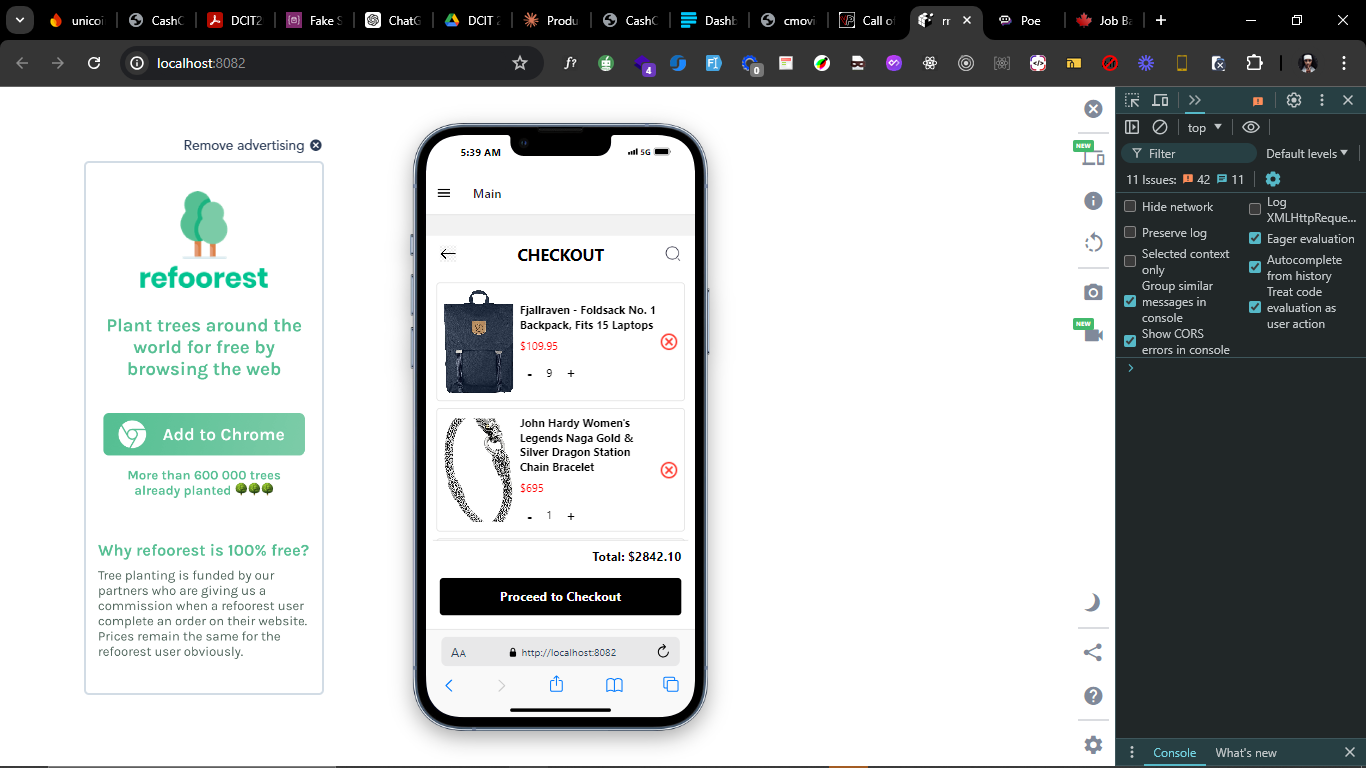 unicoi
CashC
DCIT2
Fake S
ChatG
DCIT 2
Produ
CashC
Dashb
cmovi
Call of
rr
Poe
Job Ba
localhost:8082
4
0
Remove advertising
refoorest
Plant trees around the
world for free by
browsing the web
Add to Chrome
More than 600 000 trees
already planted 🌳🌳🌳
Why refoorest is 100% free?
Tree planting is funded by our
partners who are giving us a
commission when a refoorest user
complete an order on their website.
Prices remain the same for the
refoorest user obviously.
5:39 AM
5G
Main
CHECKOUT
Fjallraven - Foldsack No. 1
Backpack, Fits 15 Laptops
$109.95
- 9 +
John Hardy Women's
Legends Naga Gold &
Silver Dragon Station
Chain Bracelet
$695
- 1 +
Total: $2842.10
Proceed to Checkout
AA http://localhost:8082
NEW
NEW
top
Filter
Default levels
11 Issues: 42 11
Hide network
Preserve log
Selected context
only
Group similar
messages in
console
Show CORS
errors in console
Log
XMLHttpReque...
Eager evaluation
Autocomplete
from history
Treat code
evaluation as
user action
Console
What's new